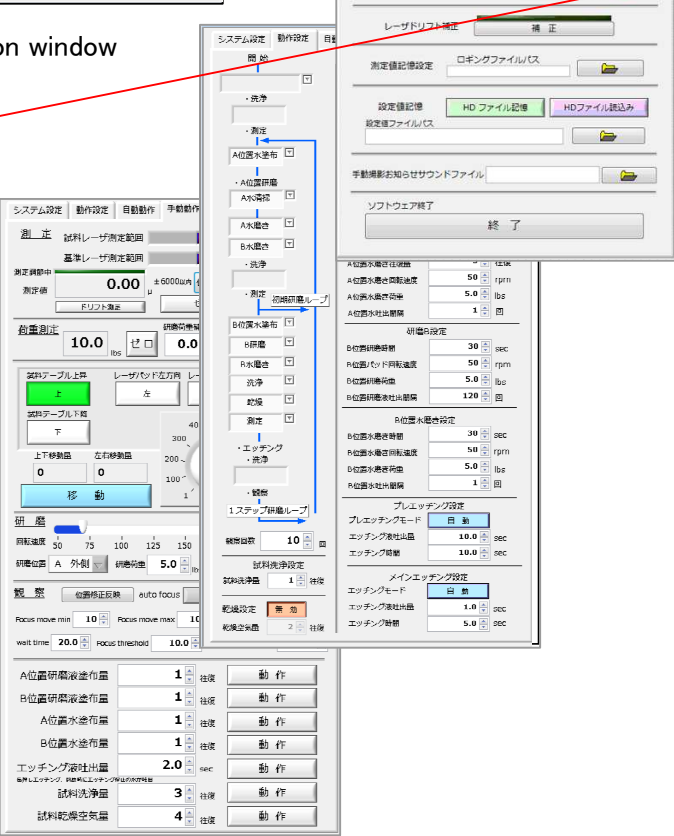 on window
レーザドリフト補正
補 正
測定値記憶設定
ロギングファイルパス
設定値記憶
HD ファイル記憶
HDファイル読込み
設定値ファイルパス
手動撮影お知らせサウンドファイル
ソフトウェア終了
終 了
システム設定
動作設定
開 始
・洗浄
・測定
A位置水塗布
・A位置研磨
A水清掃
A水磨き
B水磨き
・洗浄
・測定
初期研磨ループ
B位置水塗布
B研磨
B水磨き
洗浄
乾燥
測定
・エッチング
・洗浄
・観察
1ステップ研磨ループ
観察回数 10 回
試料洗浄設定
試料洗浄量 1 往復
乾燥設定 無 効
乾燥空気量 2 往復
A位置水磨き回転速度 50 rpm
A位置水磨き荷重 5.0 lbs
A位置水吐出間隔 1 回
研磨B設定
B位置研磨時間 30 sec
B位置パッド回転速度 50 rpm
B位置研磨荷重 5.0 lbs
B位置研磨液吐出間隔 120 回
B位置水磨き設定
B位置水磨き時間 30 sec
B位置水磨き回転速度 50 rpm
B位置水磨き荷重 5.0 lbs
B位置水吐出間隔 1 回
プレエッチング設定
プレエッチングモード 自 動
エッチング液吐出量 10.0 sec
エッチング時間 10.0 sec
メインエッチング設定
エッチングモード 自 動
エッチング液吐出量 1.0 sec
エッチング時間 5.0 sec
システム設定 動作設定 自動動作 手動動作
測 定 試料レーザ測定範囲
基準レーザ測定範囲
測定調節中
測定値 0.00 μ ±6000以内
ドリフト測定
荷重測定 10.0 lbs ゼロ 0.0
試料テーブル上昇 レーザパッド左方向
上 左
試料テーブル下降
下
上下移動量 左右移動量
0 0
移 動
40
300
200
100
1
研 磨
回転速度 50 75 100 125 150
研磨位置 A 外側 研磨荷重 5.0
観 察 位置修正反映 auto focus
Focus move min 10 Focus move max 10
wait time 20.0 Focus threshold 10.0
A位置研磨液塗布量 1 往復 動 作
B位置研磨液塗布量 1 往復 動 作
A位置水塗布量 1 往復 動 作
B位置水塗布量 1 往復 動 作
エッチング液吐出量 2.0 sec 動 作
試料洗浄量 3 往復 動 作
試料乾燥空気量 4 往復 動 作